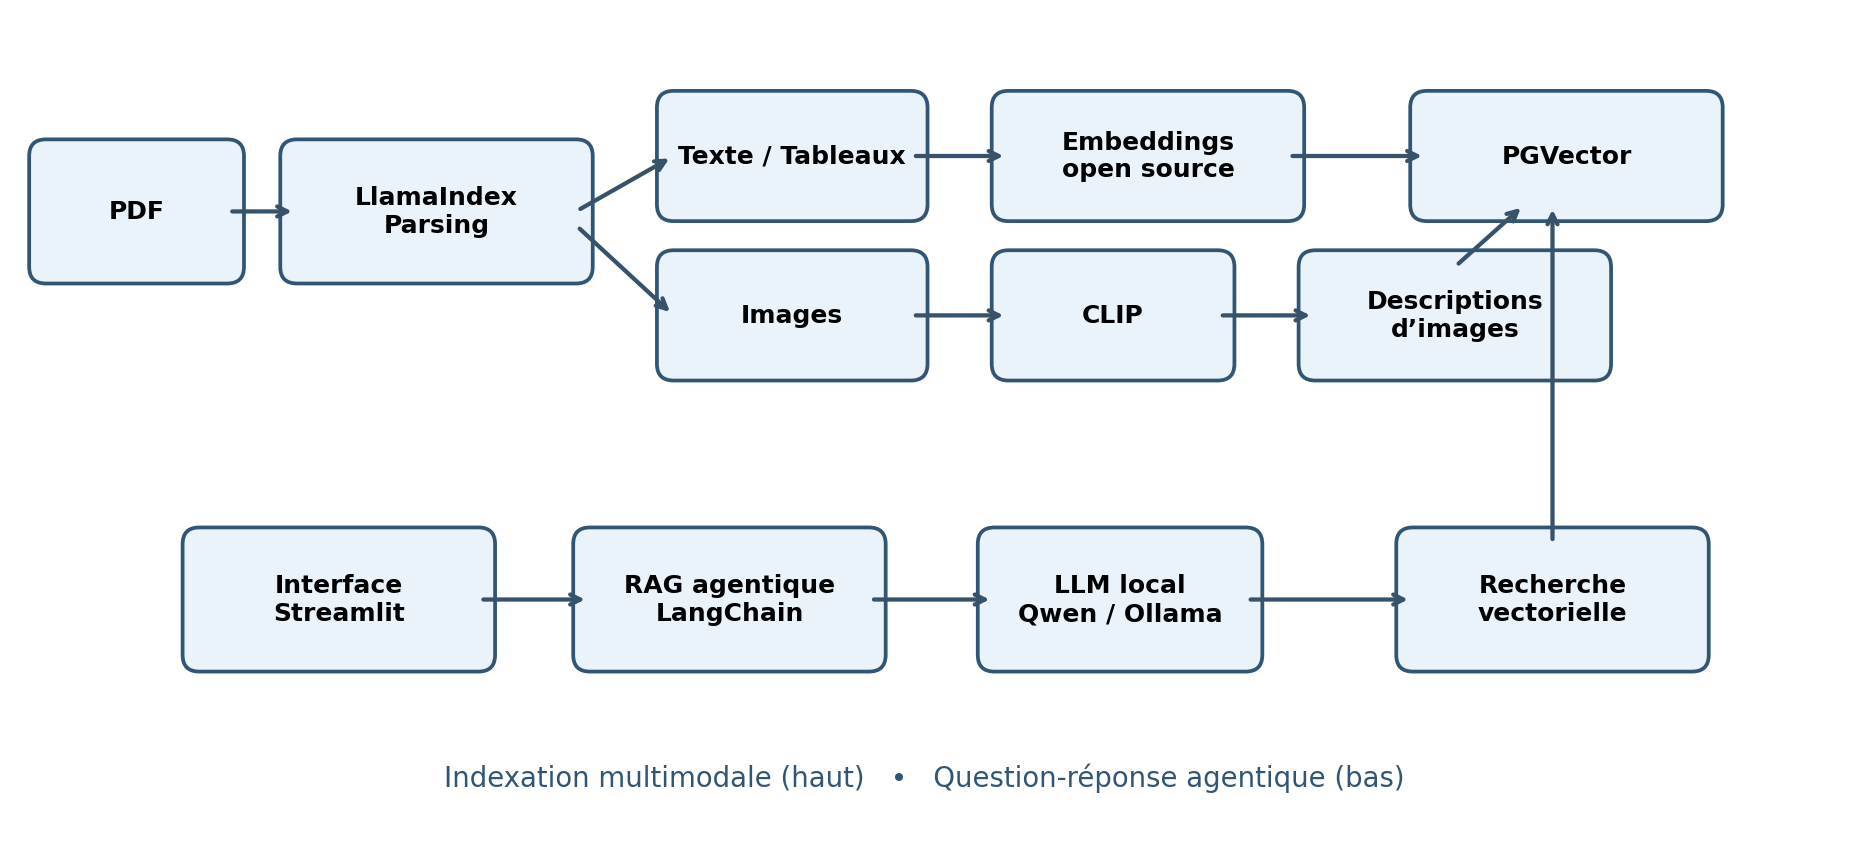 PDF
LlamaIndex
Parsing
Texte / Tableaux
Embeddings
open source
PGVector
Images
CLIP
Descriptions
d’images
Interface
Streamlit
RAG agentique
LangChain
LLM local
Qwen / Ollama
Recherche
vectorielle
Indexation multimodale (haut) • Question-réponse agentique (bas)